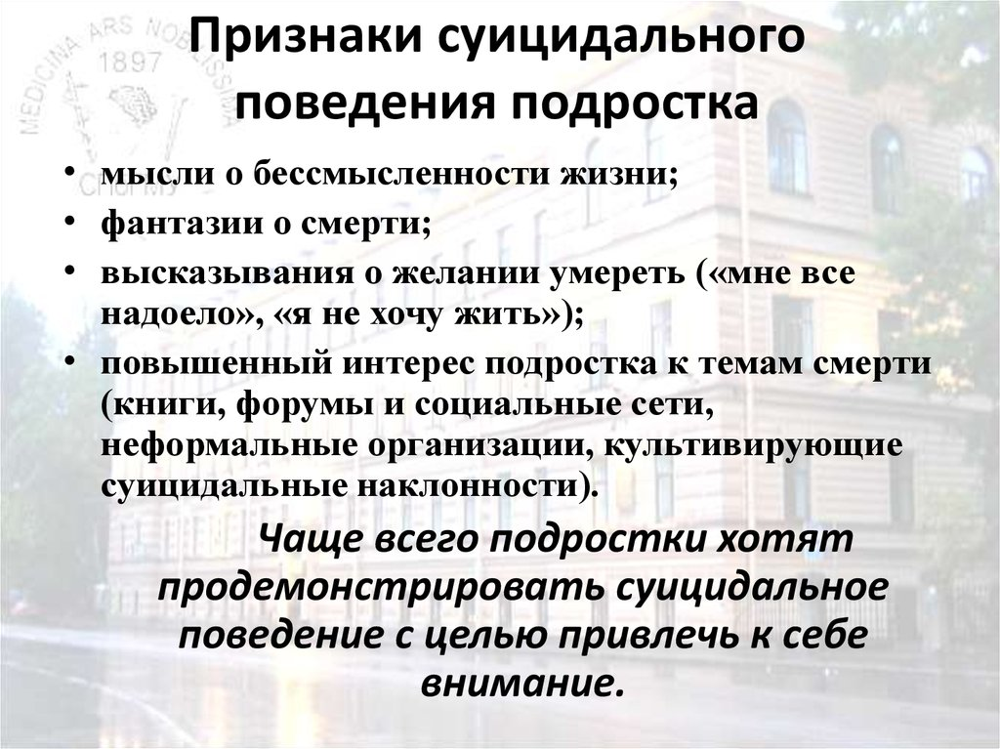 Признаки суицидального
поведения подростка
MEDICINA ARS NOBILISSIMA
1897
СПбГМУ
• мысли о бессмысленности жизни;
• фантазии о смерти;
• высказывания о желании умереть («мне все
надоело», «я не хочу жить»);
• повышенный интерес подростка к темам смерти
(книги, форумы и социальные сети,
неформальные организации, культивирующие
суицидальные наклонности).
Чаще всего подростки хотят
продемонстрировать суицидальное
поведение с целью привлечь к себе
внимание.